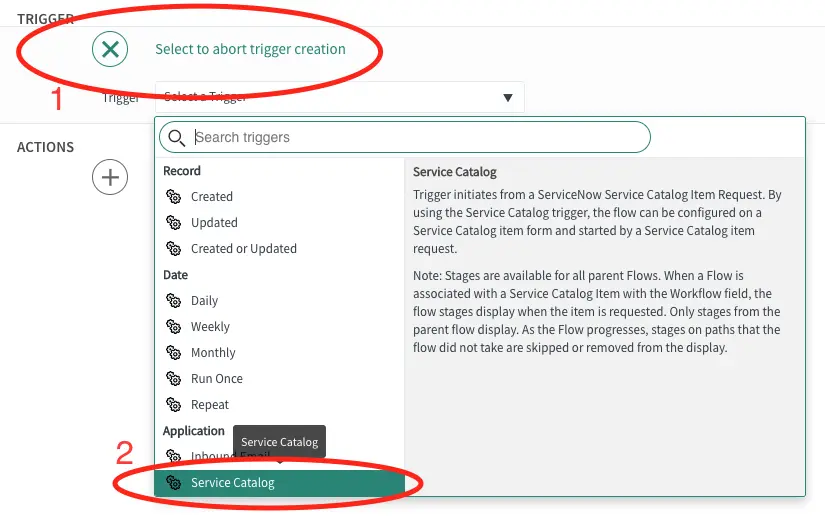 TRIGGER
Select to abort trigger creation
1
Trigger
Select a Trigger
Search triggers
ACTIONS
Record
Created
Updated
Created or Updated
Date
Daily
Weekly
Monthly
Run Once
Repeat
Application
Service Catalog
2
Inbound Email
Service Catalog
Service Catalog
Trigger initiates from a ServiceNow Service Catalog Item Request. By
using the Service Catalog trigger, the flow can be configured on a
Service Catalog item form and started by a Service Catalog item
request.
Note: Stages are available for all parent Flows. When a Flow is
associated with a Service Catalog Item with the Workflow field, the
flow stages display when the item is requested. Only stages from the
parent flow display. As the Flow progresses, stages on paths that the
flow did not take are skipped or removed from the display.